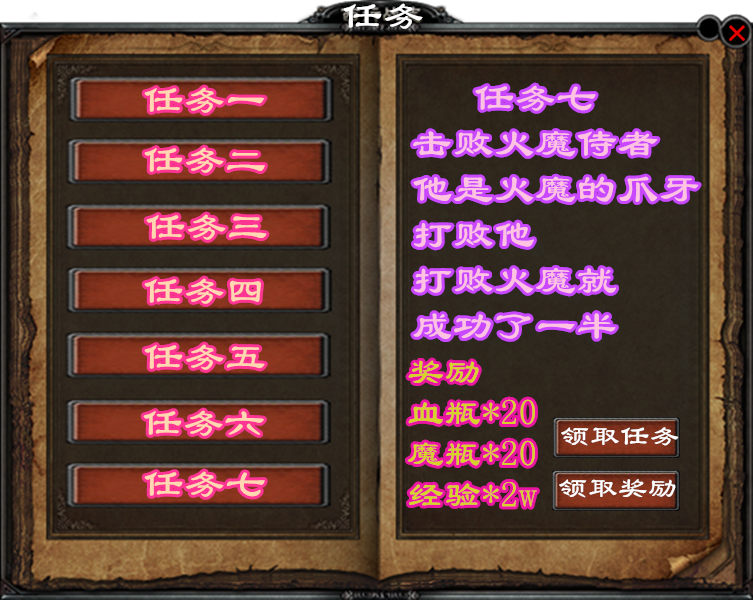 任务
任务一
任务二
任务三
任务四
任务五
任务六
任务七
任务七
击败火魔侍者
他是火魔的爪牙
打败他
打败火魔就
成功了一半
奖励
血瓶*20
魔瓶*20
经验*2w
领取任务
领取奖励